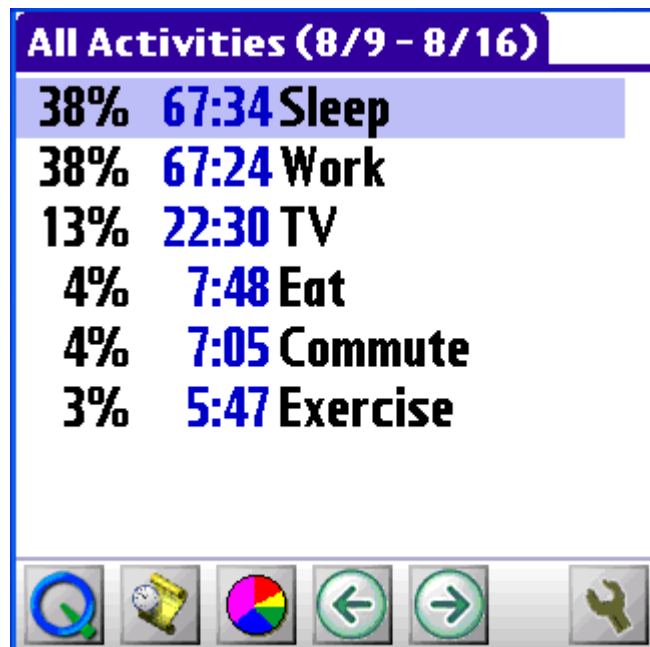 All Activities (8/9 - 8/16)
38% 67:34 Sleep
38% 67:24 Work
13% 22:30 TV
4% 7:48 Eat
4% 7:05 Commute
3% 5:47 Exercise